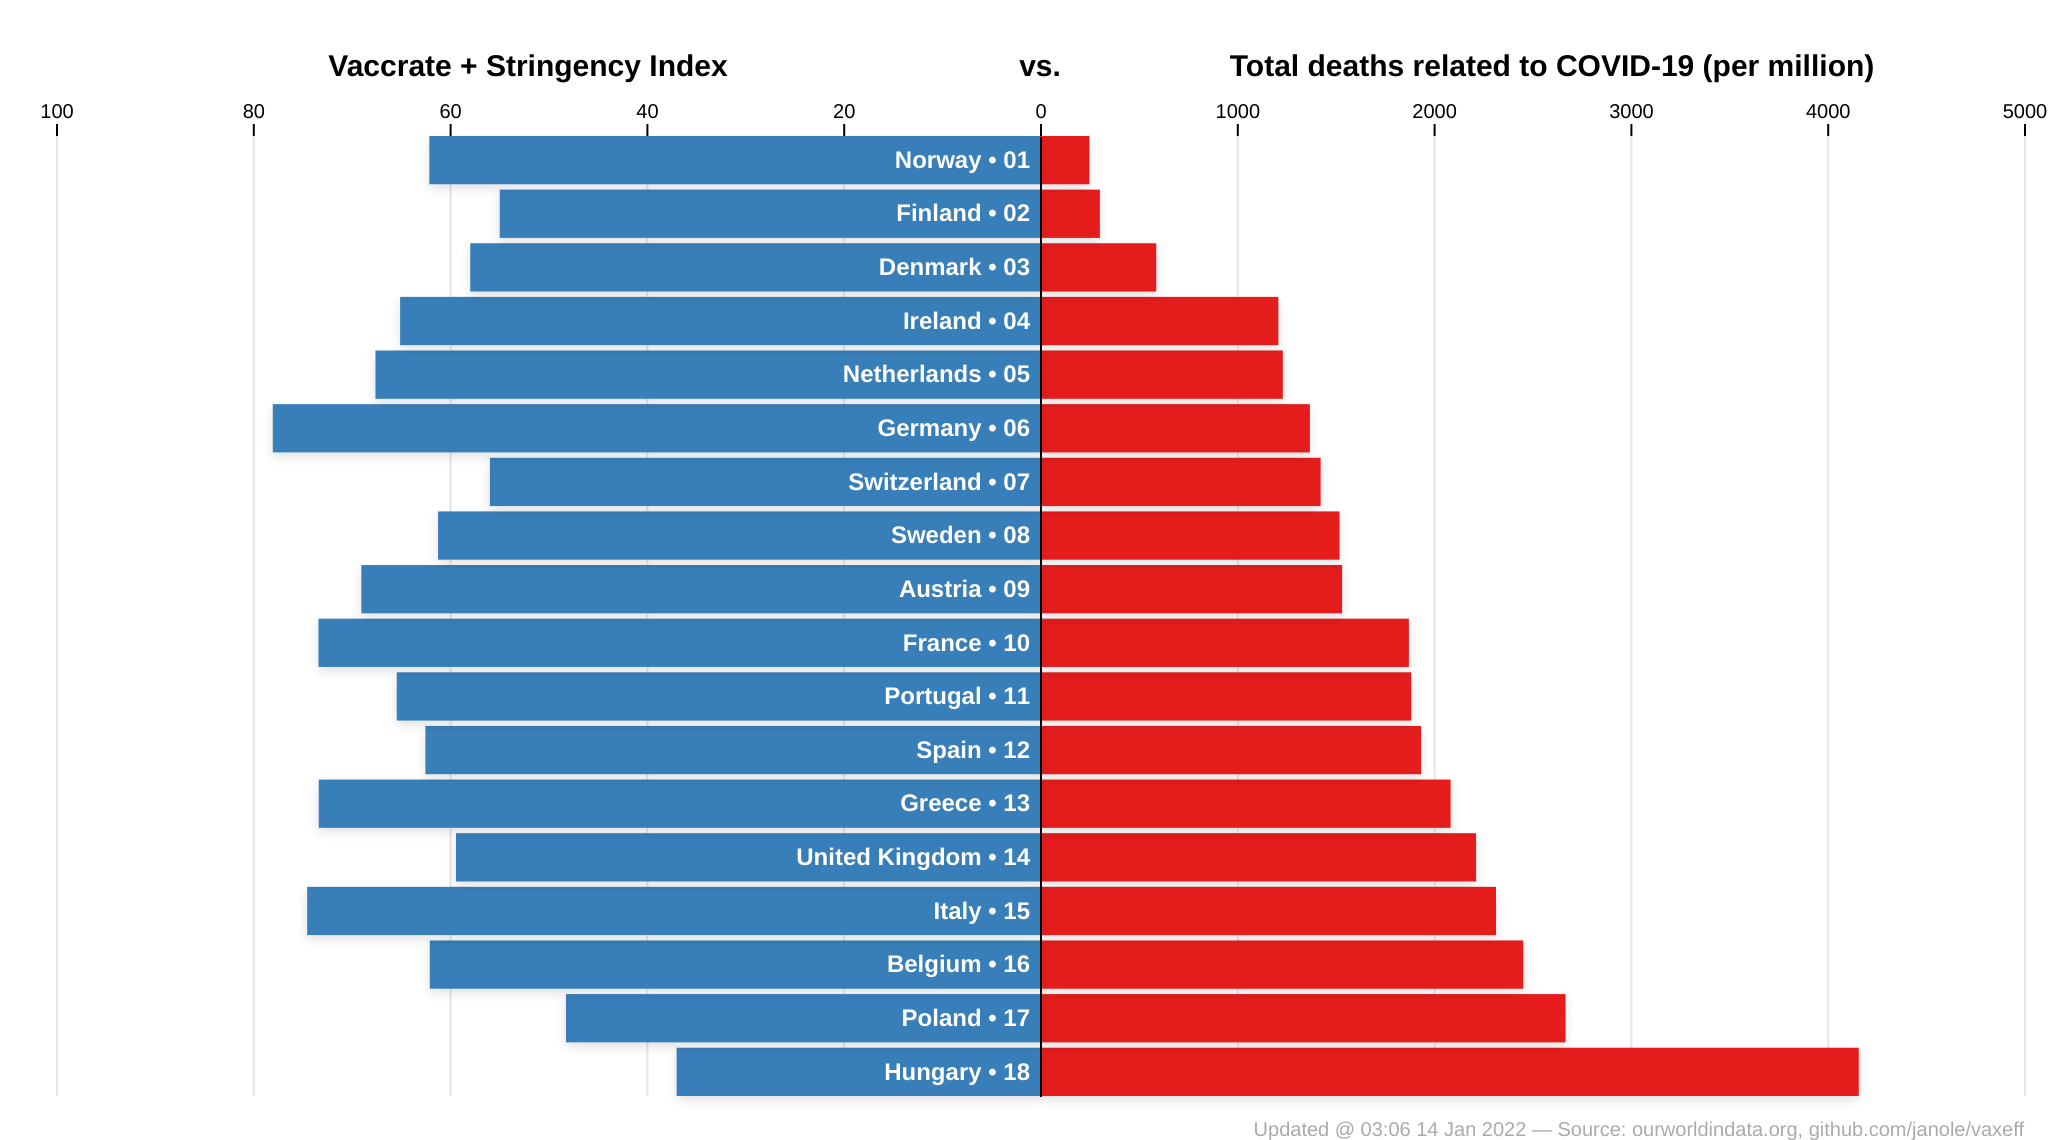 Vaccrate + Stringency Index vs. Total deaths related to COVID-19 (per million)
100 80 60 40 20 0 1000 2000 3000 4000 5000
Norway • 01
Finland • 02
Denmark • 03
Ireland • 04
Netherlands • 05
Germany • 06
Switzerland • 07
Sweden • 08
Austria • 09
France • 10
Portugal • 11
Spain • 12
Greece • 13
United Kingdom • 14
Italy • 15
Belgium • 16
Poland • 17
Hungary • 18
Updated @ 03:06 14 Jan 2022 — Source: ourworldindata.org, github.com/janole/vaxeff